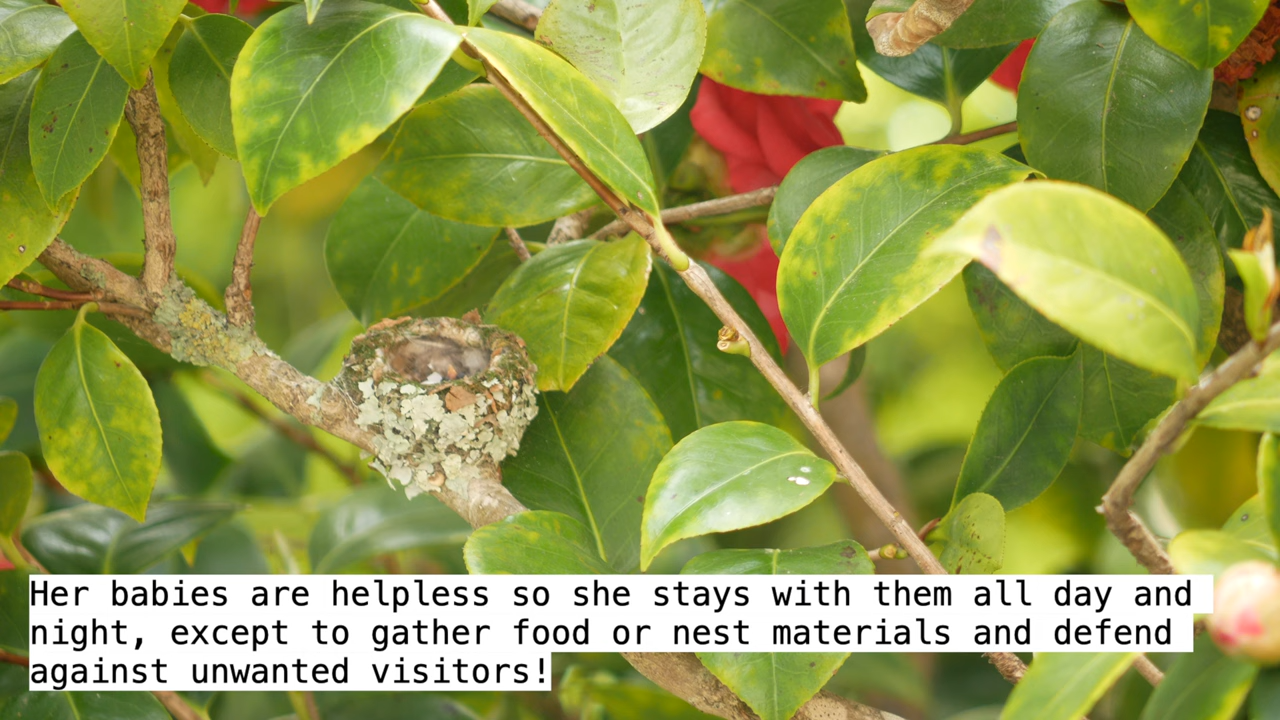 Her babies are helpless so she stays with them all day and
night, except to gather food or nest materials and defend
against unwanted visitors!